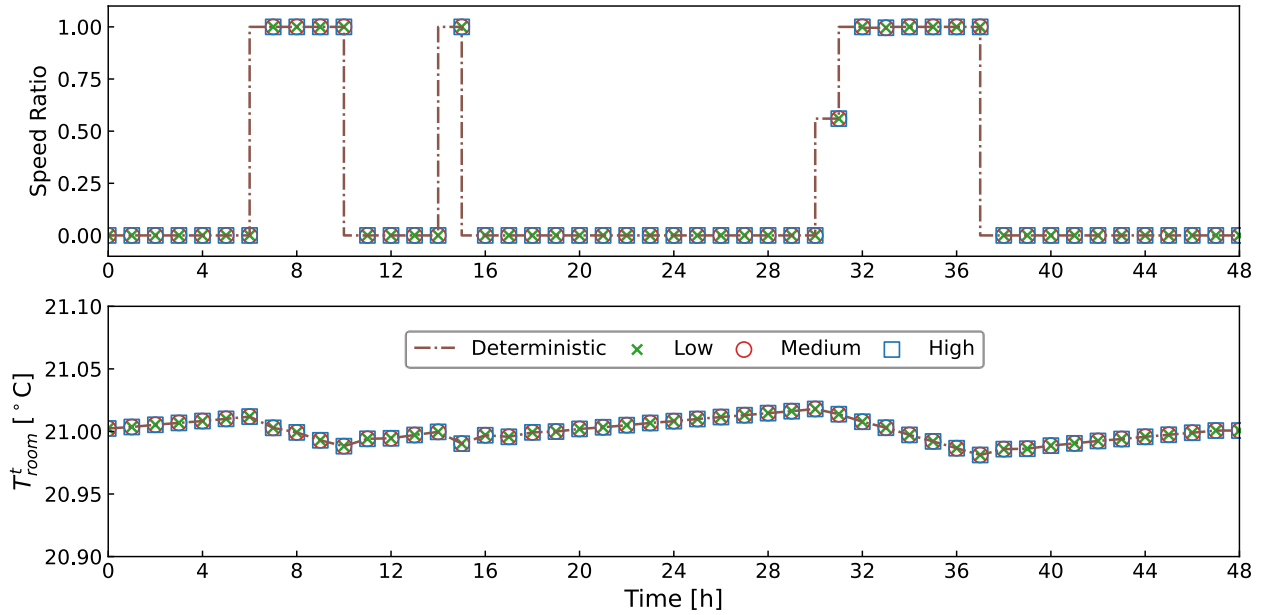 1.00
0.75
0.50
0.25
0.00
Speed Ratio
0 4 8 12 16 20 24 28 32 36 40 44 48
21.10
21.05
21.00
20.95
20.90
T^t_room [°C]
Deterministic Low Medium High
0 4 8 12 16 20 24 28 32 36 40 44 48
Time [h]